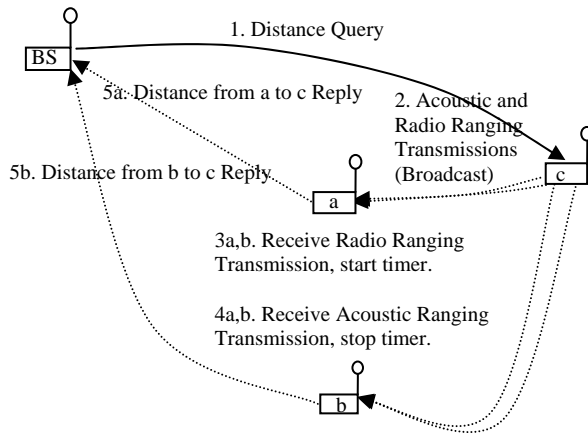 1. Distance Query
BS
5a. Distance from a to c Reply
2. Acoustic and
Radio Ranging
Transmissions
(Broadcast)
c
5b. Distance from b to c Reply
a
3a,b. Receive Radio Ranging
Transmission, start timer.
4a,b. Receive Acoustic Ranging
Transmission, stop timer.
b